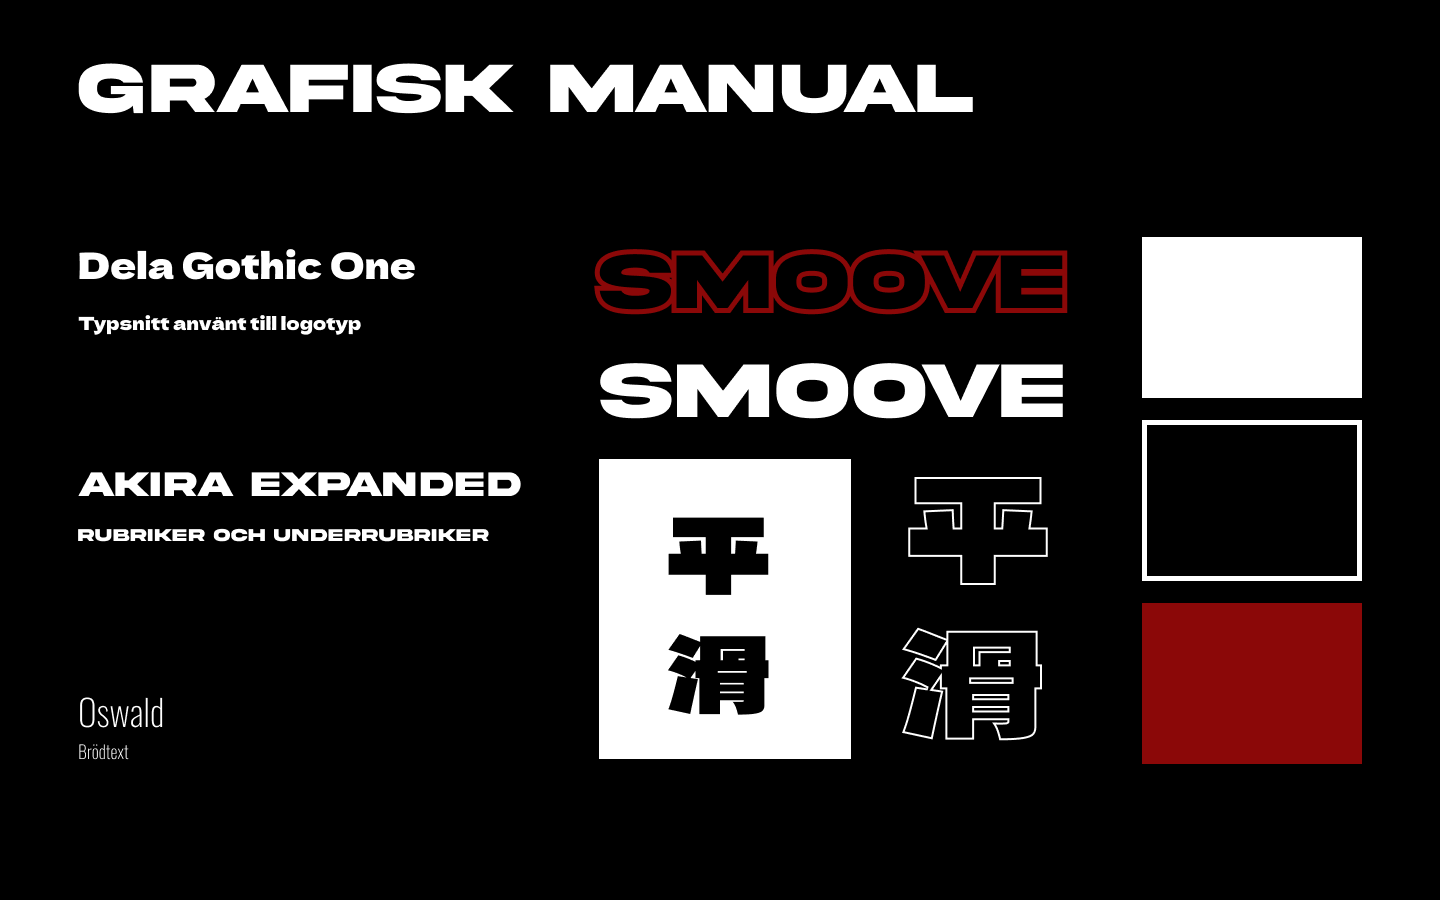 GRAFISK MANUAL
Dela Gothic One
Typsnitt använt till logotyp
AKIRA EXPANDED
RUBRIKER OCH UNDERRUBRIKER
Oswald
Brödtext
SMOOVE
SMOOVE
平
滑
平
滑